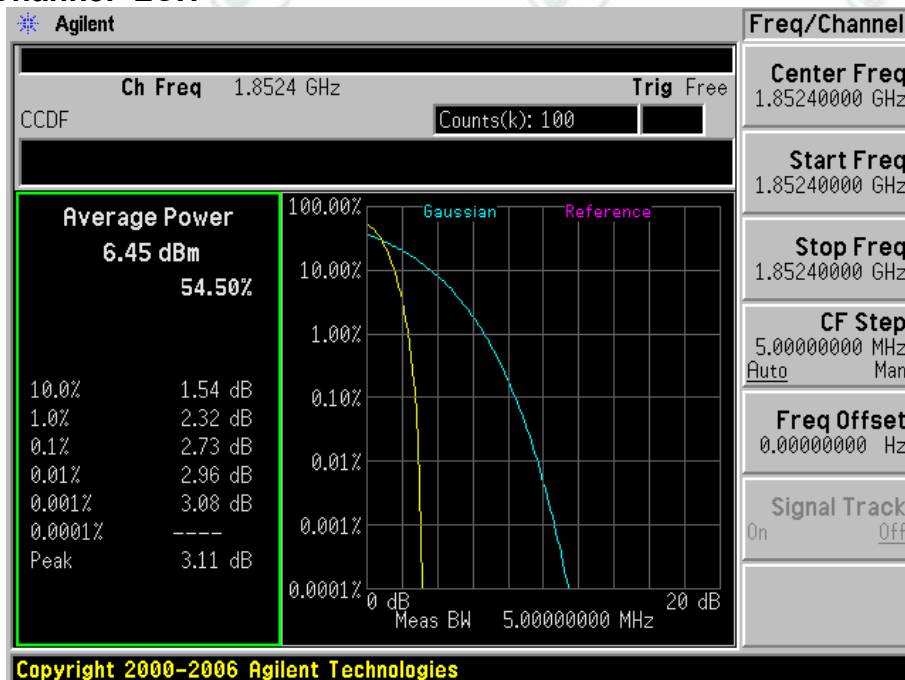 Agilent
Freq/Channel
Ch Freq 1.8524 GHz Trig Free
CCDF Counts(k): 100
Center Freq
1.85240000 GHz
Start Freq
1.85240000 GHz
Stop Freq
1.85240000 GHz
CF Step
5.00000000 MHz
Auto Man
Freq Offset
0.00000000 Hz
Signal Track
On Off
Average Power
6.45 dBm
54.50%
10.0% 1.54 dB
1.0% 2.32 dB
0.1% 2.73 dB
0.01% 2.96 dB
0.001% 3.08 dB
0.0001% ----
Peak 3.11 dB
Gaussian Reference
100.00%
10.00%
1.00%
0.10%
0.01%
0.001%
0.0001%
0 dB 20 dB
Meas BW 5.00000000 MHz
Copyright 2000-2006 Agilent Technologies